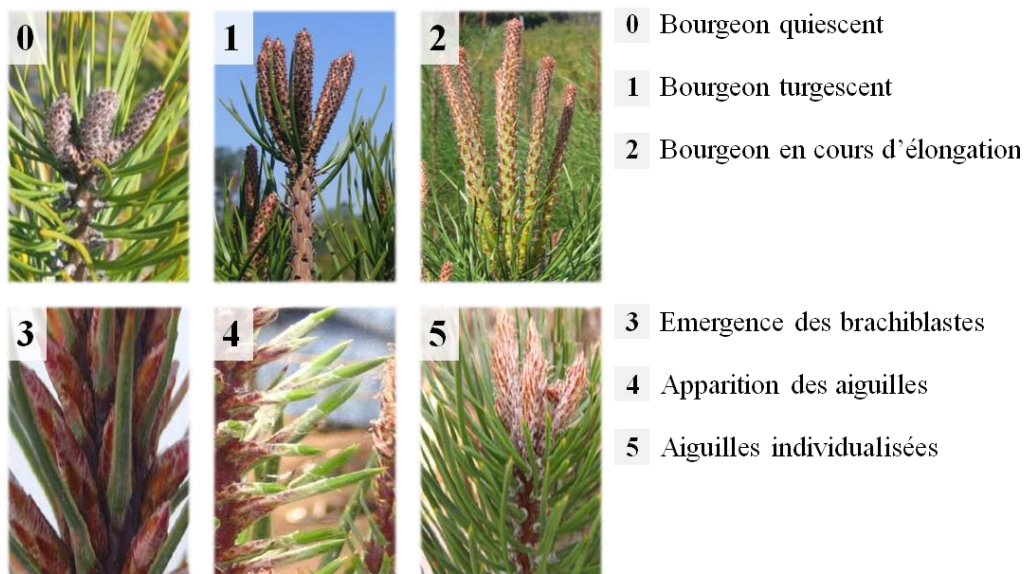 0
1
2
0 Bourgeon quiescent
1 Bourgeon turgescent
2 Bourgeon en cours d'élongation
3
4
5
3 Emergence des brachiblastes
4 Apparition des aiguilles
5 Aiguilles individualisées